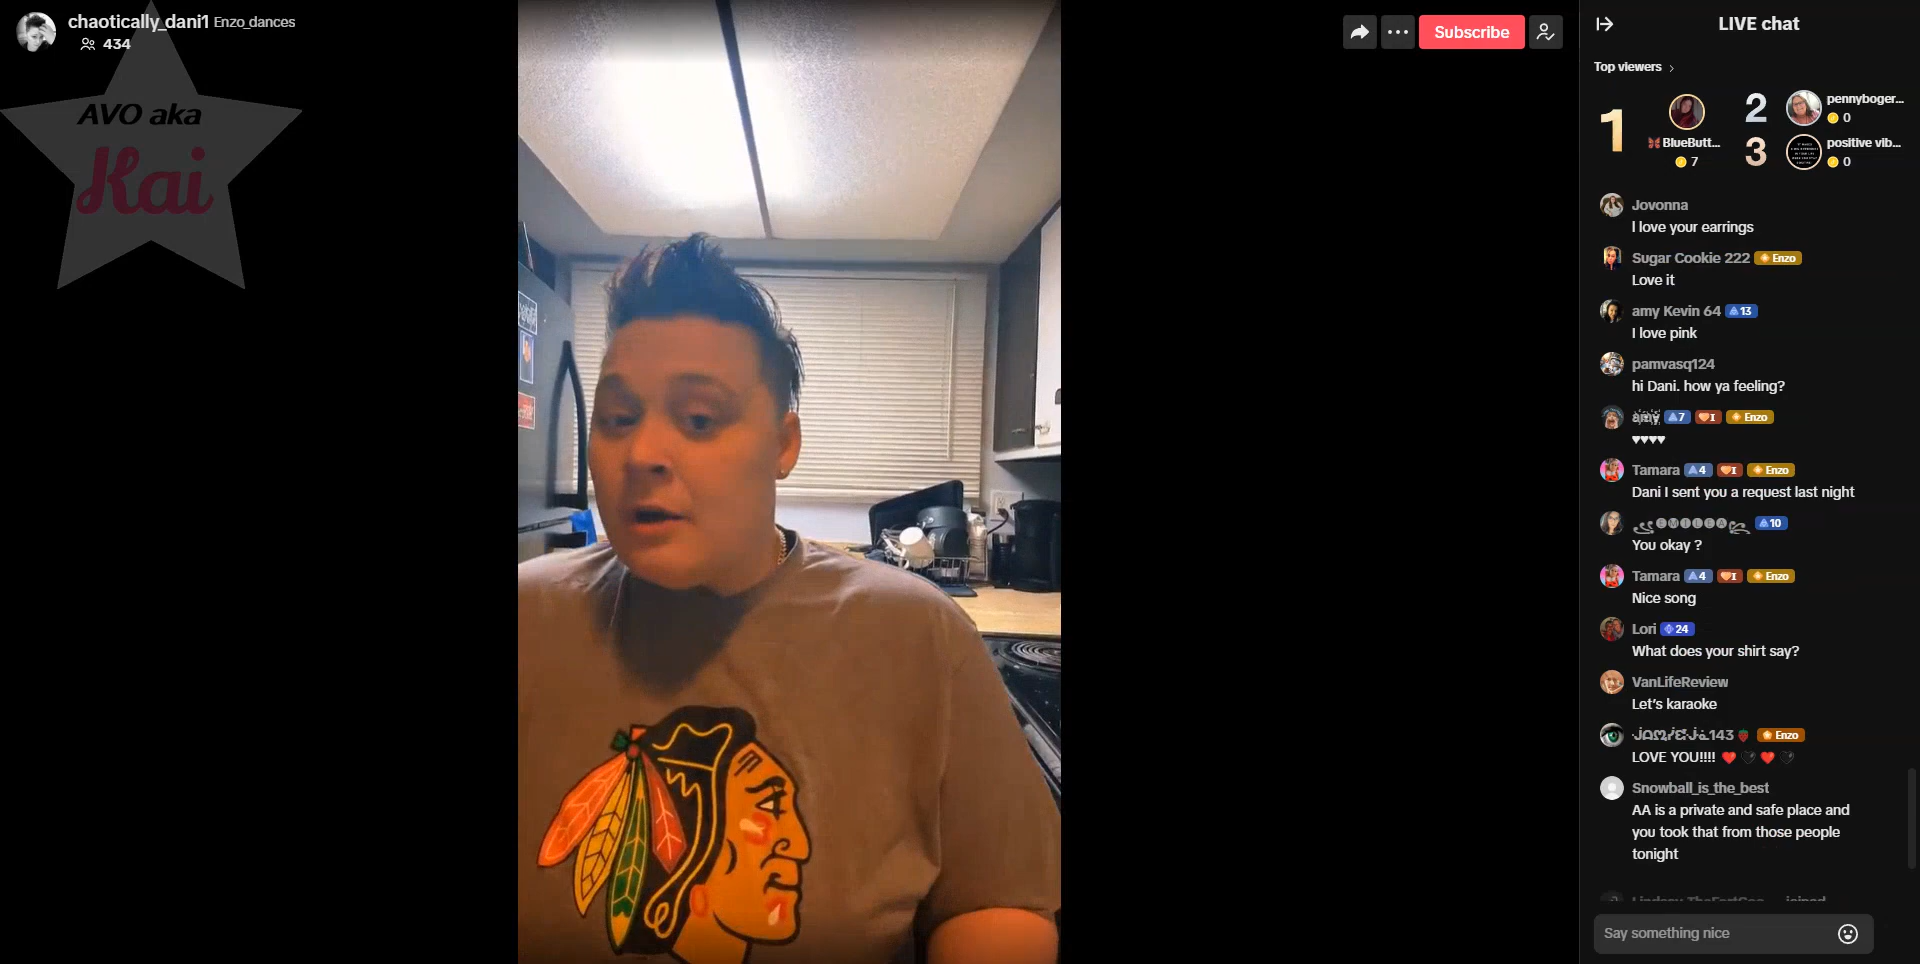 chaotically_dani1 Enzo_dances
434
AVO aka
Kai
Subscribe
LIVE chat
Top viewers
1
BlueButt...
7
2
pennyboger...
0
3
positive vib...
0
Jovonna
I love your earrings
Sugar Cookie 222 Enzo
Love it
amy Kevin 64 13
I love pink
pamvasq124
hi Dani. how ya feeling?
amy 7 I Enzo
♥♥♥♥
Tamara 4 I Enzo
Dani I sent you a request last night
🅔🅜🅘🅛🅔🅐 10
You okay ?
Tamara 4 I Enzo
Nice song
Lori 24
What does your shirt say?
VanLifeReview
Let's karaoke
143 Enzo
LOVE YOU!!!! ❤️🖤❤️🖤
Snowball_is_the_best
AA is a private and safe place and
you took that from those people
tonight
joined
Say something nice